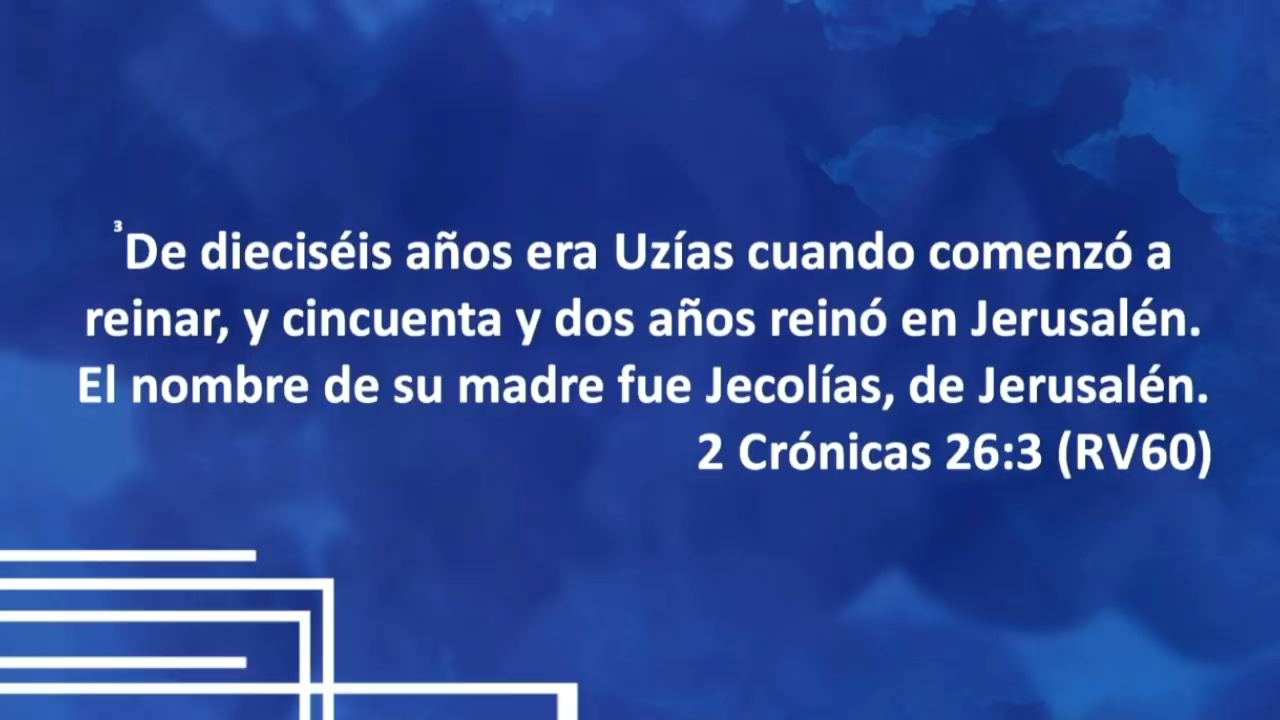 ³De dieciséis años era Uzías cuando comenzó a
reinar, y cincuenta y dos años reinó en Jerusalén.
El nombre de su madre fue Jecolías, de Jerusalén.
2 Crónicas 26:3 (RV60)